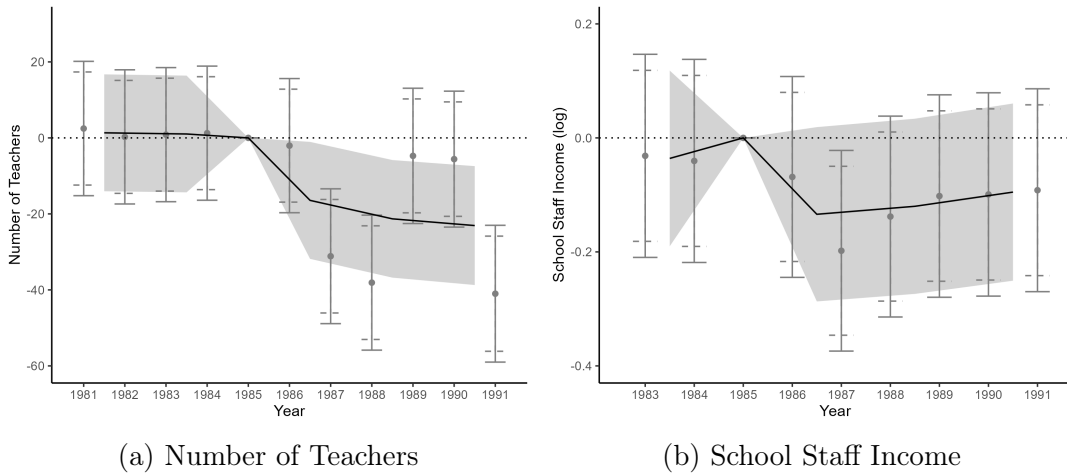 20
0
-20
-40
-60
Number of Teachers
1981 1982 1983 1984 1985 1986 1987 1988 1989 1990 1991
Year
(a) Number of Teachers
0.2
0.0
-0.2
-0.4
School Staff Income (log)
1983 1984 1985 1986 1987 1988 1989 1990 1991
Year
(b) School Staff Income